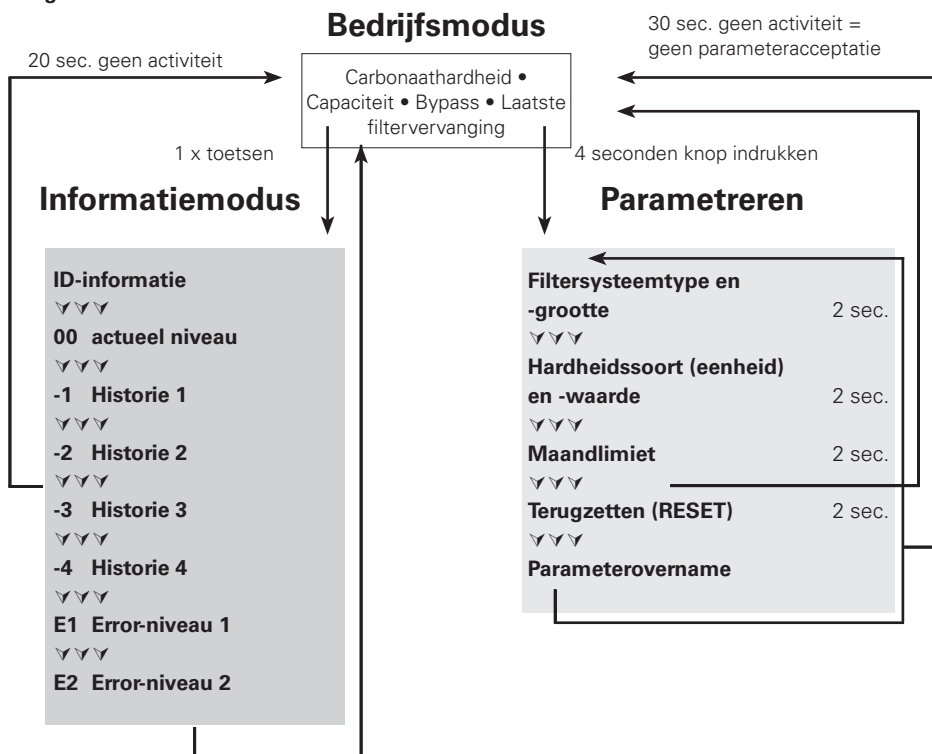 Bedrijfsmodus
30 sec. geen activiteit =
geen parameteracceptatie
20 sec. geen activiteit
Carbonaathardheid •
Capaciteit • Bypass • Laatste
filtervervanging
1 x toetsen
4 seconden knop indrukken
Informatiemodus
ID-informatie
00 actueel niveau
-1 Historie 1
-2 Historie 2
-3 Historie 3
-4 Historie 4
E1 Error-niveau 1
E2 Error-niveau 2
Parametreren
Filtersysteemtype en
-grootte 2 sec.
Hardheidssoort (eenheid)
en -waarde 2 sec.
Maandlimiet 2 sec.
Terugzetten (RESET) 2 sec.
Parameterovername